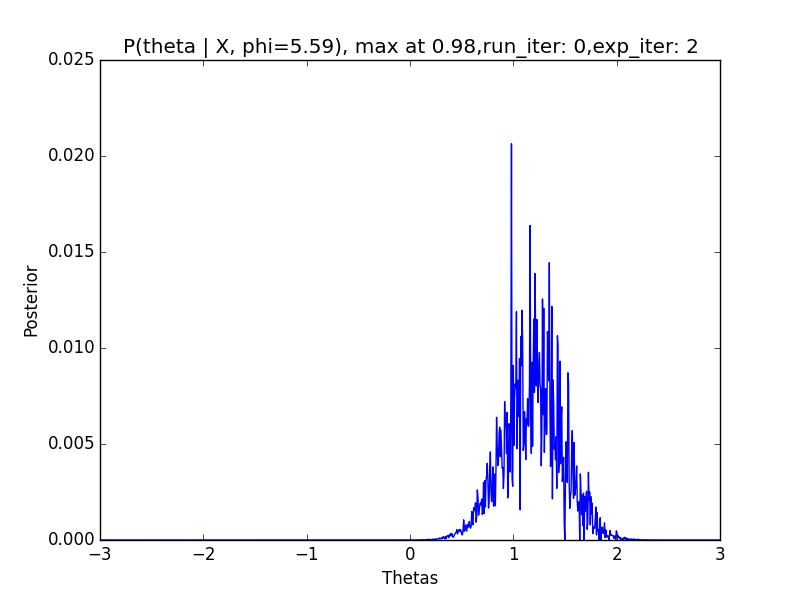 P(theta | X, phi=5.59), max at 0.98,run_iter: 0,exp_iter: 2
0.025
0.020
0.015
0.010
0.005
0.000
Posterior
−3 −2 −1 0 1 2 3
Thetas